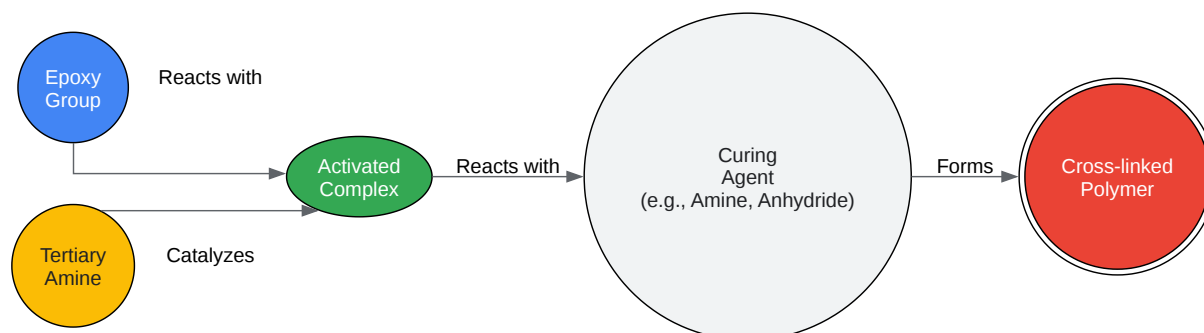 Epoxy
Group
Reacts with
Activated
Complex
Reacts with
Tertiary
Amine
Catalyzes
Curing
Agent
(e.g., Amine, Anhydride)
Forms
Cross-linked
Polymer